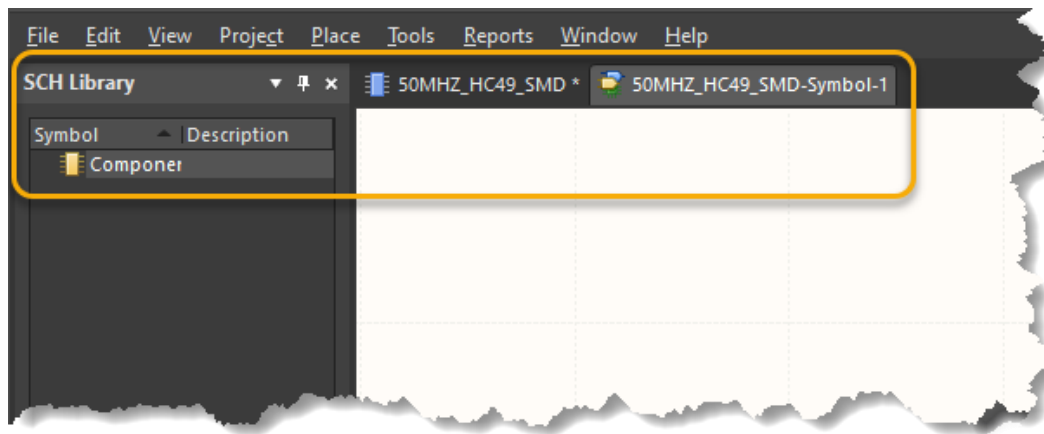 File Edit View Project Place Tools Reports Window Help
SCH Library 50MHZ_HC49_SMD * 50MHZ_HC49_SMD-Symbol-1
Symbol Description
Componer